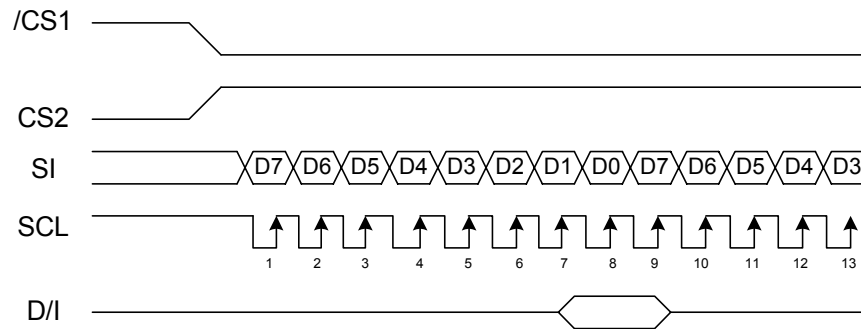 /CS1
CS2
SI D7 D6 D5 D4 D3 D2 D1 D0 D7 D6 D5 D4 D3
SCL
1 2 3 4 5 6 7 8 9 10 11 12 13
D/I